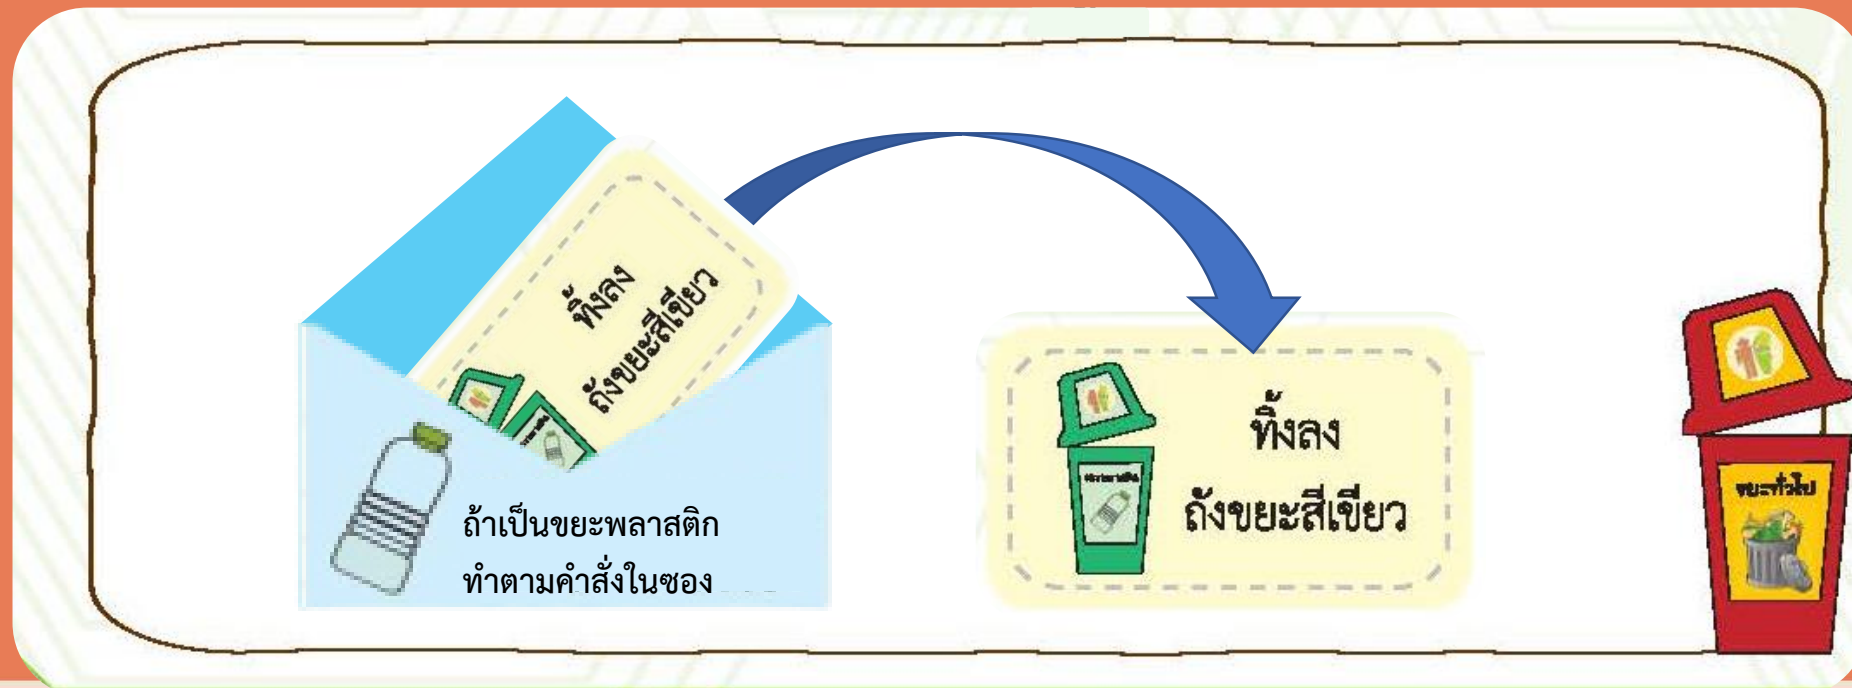 ทิ้งลง
ถังขยะสีเขียว
ถ้าเป็นขยะพลาสติก
ทำตามคำสั่งในซอง
ทิ้งลง
ถังขยะสีเขียว
ขยะทั่วไป